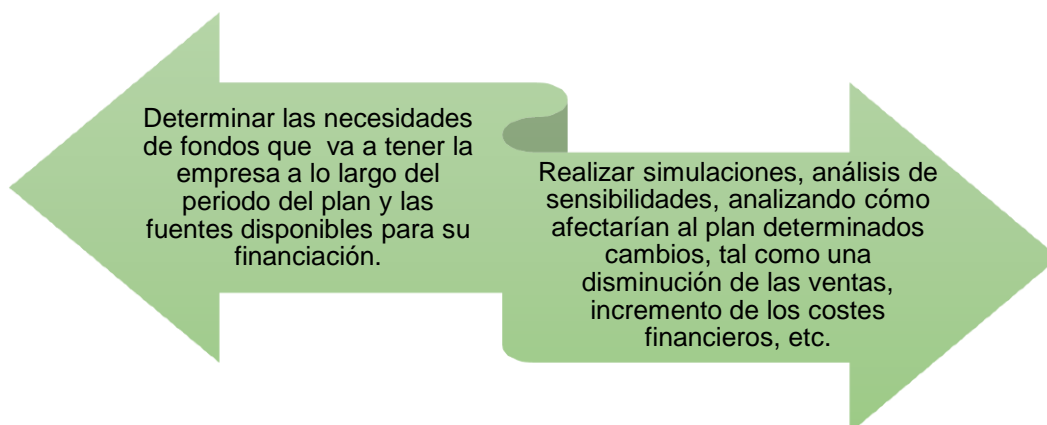 Determinar las necesidades
de fondos que va a tener la
empresa a lo largo del
periodo del plan y las
fuentes disponibles para su
financiación.
Realizar simulaciones, análisis de
sensibilidades, analizando cómo
afectarían al plan determinados
cambios, tal como una
disminución de las ventas,
incremento de los costes
financieros, etc.